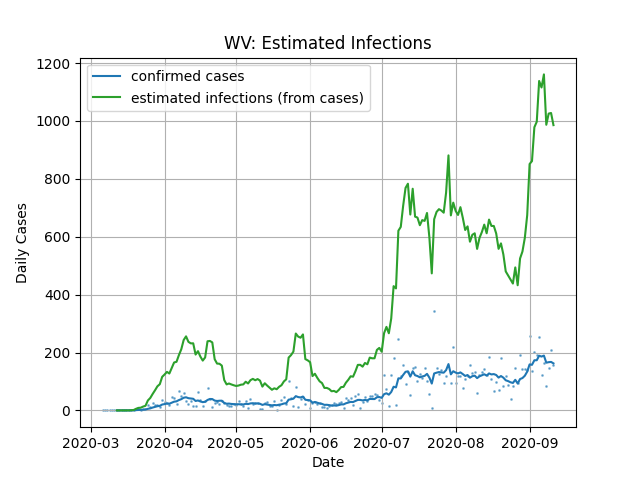 WV: Estimated Infections
confirmed cases
estimated infections (from cases)
1200
1000
800
600
400
200
0
Daily Cases
2020-03 2020-04 2020-05 2020-06 2020-07 2020-08 2020-09
Date